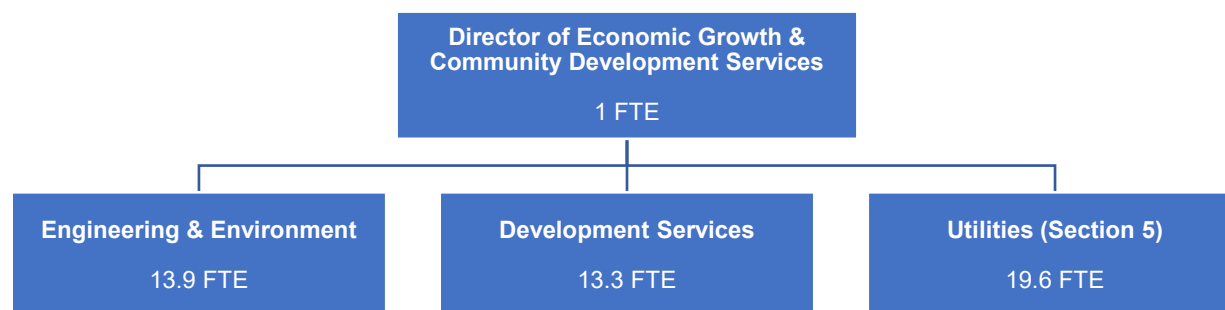 Director of Economic Growth &
Community Development Services
1 FTE
Engineering & Environment
13.9 FTE
Development Services
13.3 FTE
Utilities (Section 5)
19.6 FTE